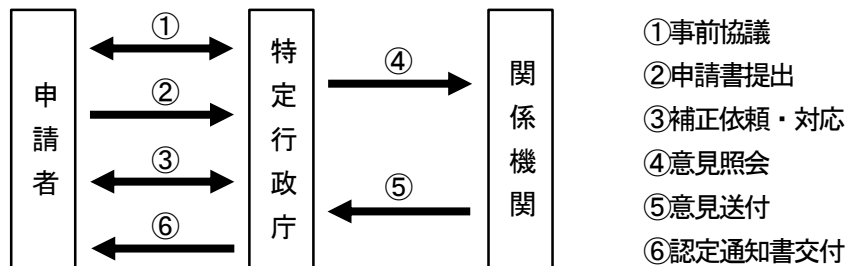 申請者
特定行政庁
関係機関
①
②
③
⑥
④
⑤
①事前協議
②申請書提出
③補正依頼・対応
④意見照会
⑤意見送付
⑥認定通知書交付